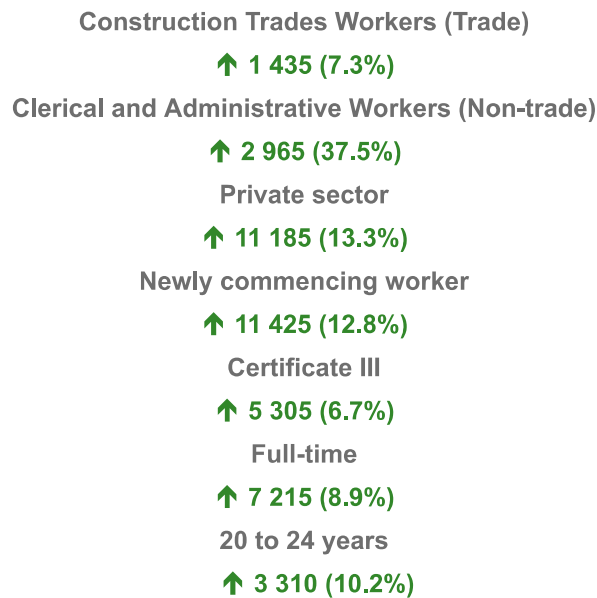 Construction Trades Workers (Trade)
↑ 1 435 (7.3%)
Clerical and Administrative Workers (Non-trade)
↑ 2 965 (37.5%)
Private sector
↑ 11 185 (13.3%)
Newly commencing worker
↑ 11 425 (12.8%)
Certificate III
↑ 5 305 (6.7%)
Full-time
↑ 7 215 (8.9%)
20 to 24 years
↑ 3 310 (10.2%)